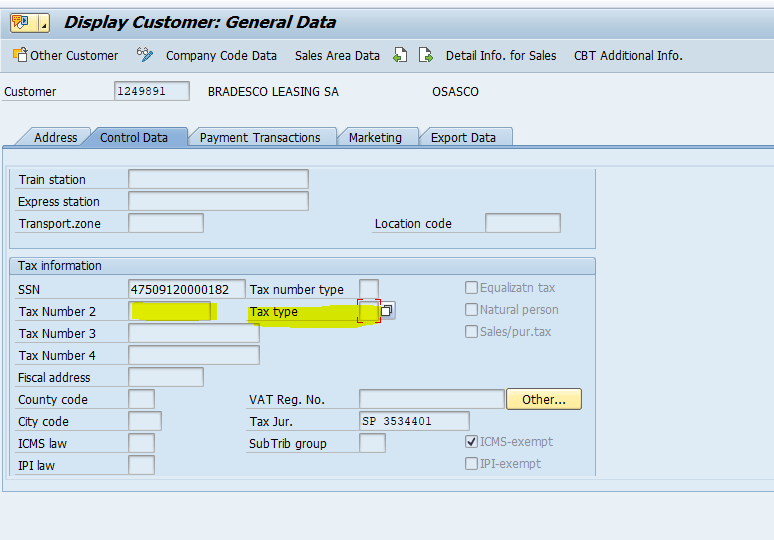 Display Customer: General Data
Other Customer Company Code Data Sales Area Data Detail Info. for Sales CBT Additional Info.
Customer 1249891 BRADESCO LEASING SA OSASCO
Address Control Data Payment Transactions Marketing Export Data
Train station
Express station
Transport.zone Location code
Tax information
SSN 47509120000182 Tax number type Equalizatn tax
Tax Number 2 Tax type Natural person
Tax Number 3 Sales/pur.tax
Tax Number 4
Fiscal address
County code VAT Reg. No. Other...
City code Tax Jur. SP 3534401
ICMS law SubTrib group ICMS-exempt
IPI law IPI-exempt